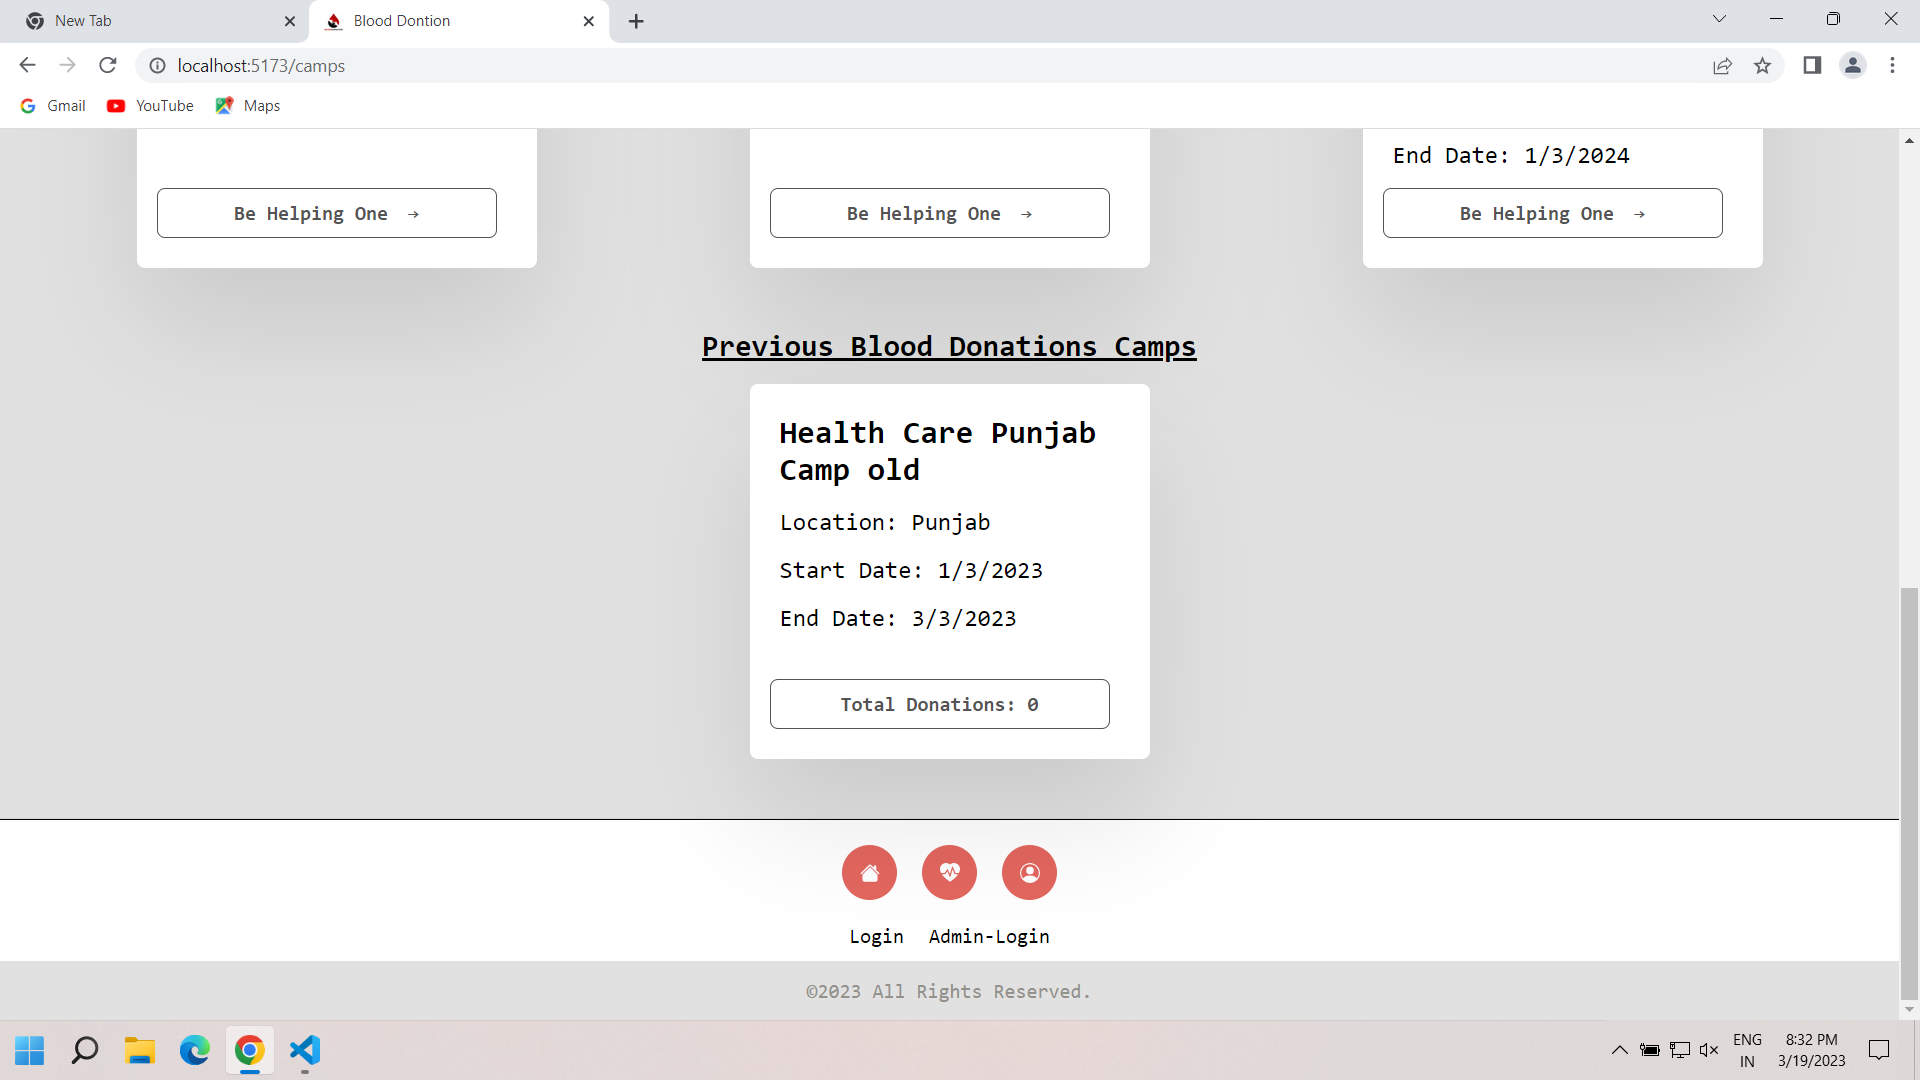 New Tab
Blood Dontion
localhost:5173/camps
Gmail
YouTube
Maps
End Date: 1/3/2024
Be Helping One →
Be Helping One →
Be Helping One →
Previous Blood Donations Camps
Health Care Punjab
Camp old
Location: Punjab
Start Date: 1/3/2023
End Date: 3/3/2023
Total Donations: 0
Login Admin-Login
©2023 All Rights Reserved.
ENG
IN
8:32 PM
3/19/2023